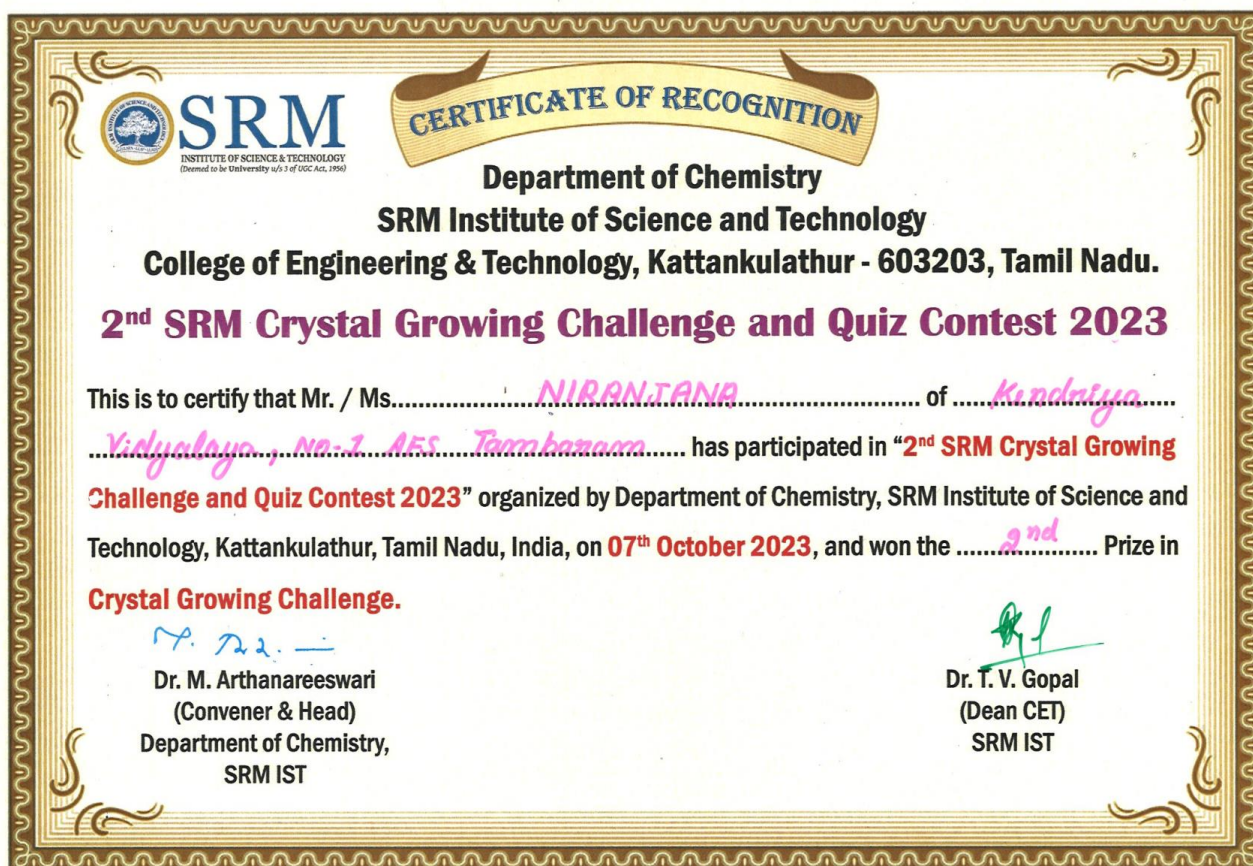 SRM
INSTITUTE OF SCIENCE & TECHNOLOGY
(Deemed to be University u/s 3 of UGC Act, 1956)
CERTIFICATE OF RECOGNITION
Department of Chemistry
SRM Institute of Science and Technology
College of Engineering & Technology, Kattankulathur - 603203, Tamil Nadu.
2nd SRM Crystal Growing Challenge and Quiz Contest 2023
This is to certify that Mr. / Ms. NIRANJANA of Kendriya
Vidyalaya, NO-1 AFS Tambaram has participated in “2nd SRM Crystal Growing
Challenge and Quiz Contest 2023” organized by Department of Chemistry, SRM Institute of Science and
Technology, Kattankulathur, Tamil Nadu, India, on 07th October 2023, and won the 2nd Prize in
Crystal Growing Challenge.
Dr. M. Arthanareeswari
(Convener & Head)
Department of Chemistry,
SRM IST
Dr. T. V. Gopal
(Dean CET)
SRM IST